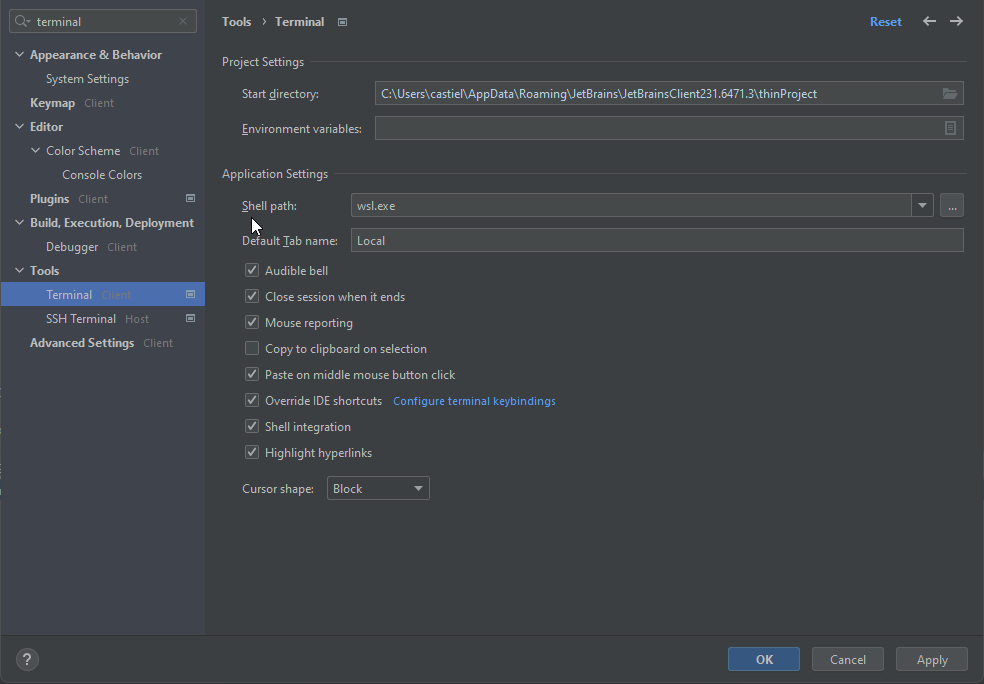 terminal
Appearance & Behavior
System Settings
Keymap Client
Editor
Color Scheme Client
Console Colors
Plugins Client
Build, Execution, Deployment
Debugger Client
Tools
Terminal Client
SSH Terminal Host
Advanced Settings Client
Tools › Terminal
Reset
Project Settings
Start directory: C:\Users\castiel\AppData\Roaming\JetBrains\JetBrainsClient231.6471.3\thinProject
Environment variables:
Application Settings
Shell path: wsl.exe ...
Default Tab name: Local
Audible bell
Close session when it ends
Mouse reporting
Copy to clipboard on selection
Paste on middle mouse button click
Override IDE shortcuts Configure terminal keybindings
Shell integration
Highlight hyperlinks
Cursor shape: Block
? OK Cancel Apply